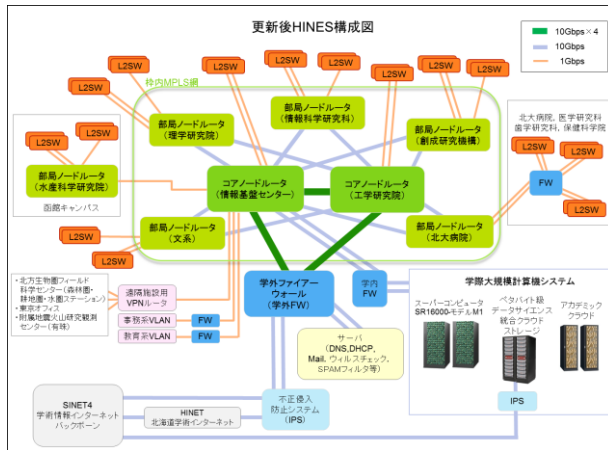 更新後HINES構成図
10Gbps×4
10Gbps
1Gbps
L2SW
L2SW
L2SW
L2SW
L2SW
L2SW
L2SW
L2SW
枠内MPLS網
部局ノードルータ
(理学研究院)
部局ノードルータ
(情報科学研究科)
部局ノードルータ
(創成研究機構)
北大病院, 医学研究科
歯学研究科, 保健科学院
L2SW
L2SW
L2SW
L2SW
FW
L2SW
L2SW
部局ノードルータ
(水産科学研究院)
函館キャンパス
コアノードルータ
(情報基盤センター)
コアノードルータ
(工学研究院)
部局ノードルータ
(文系)
部局ノードルータ
(北大病院)
L2SW
L2SW
・北方生物圏フィールド
科学センター(森林圏・
耕地圏・水圏ステーション)
・東京オフィス
・附属地震火山研究観測
センター(有珠)
遠隔施設用
VPNルータ
事務系VLAN
FW
教育系VLAN
FW
学外ファイアー
ウォール
(学外FW)
学内
FW
サーバ
(DNS,DHCP,
Mail, ウィルスチェック,
SPAMフィルタ等)
学際大規模計算機システム
スーパーコンピュータ
SR16000-モデルM1
ペタバイト級
データサイエンス
統合クラウド
ストレージ
アカデミック
クラウド
IPS
不正侵入
防止システム
(IPS)
SINET4
学術情報インターネット
バックボーン
HINET
北海道学術インターネット